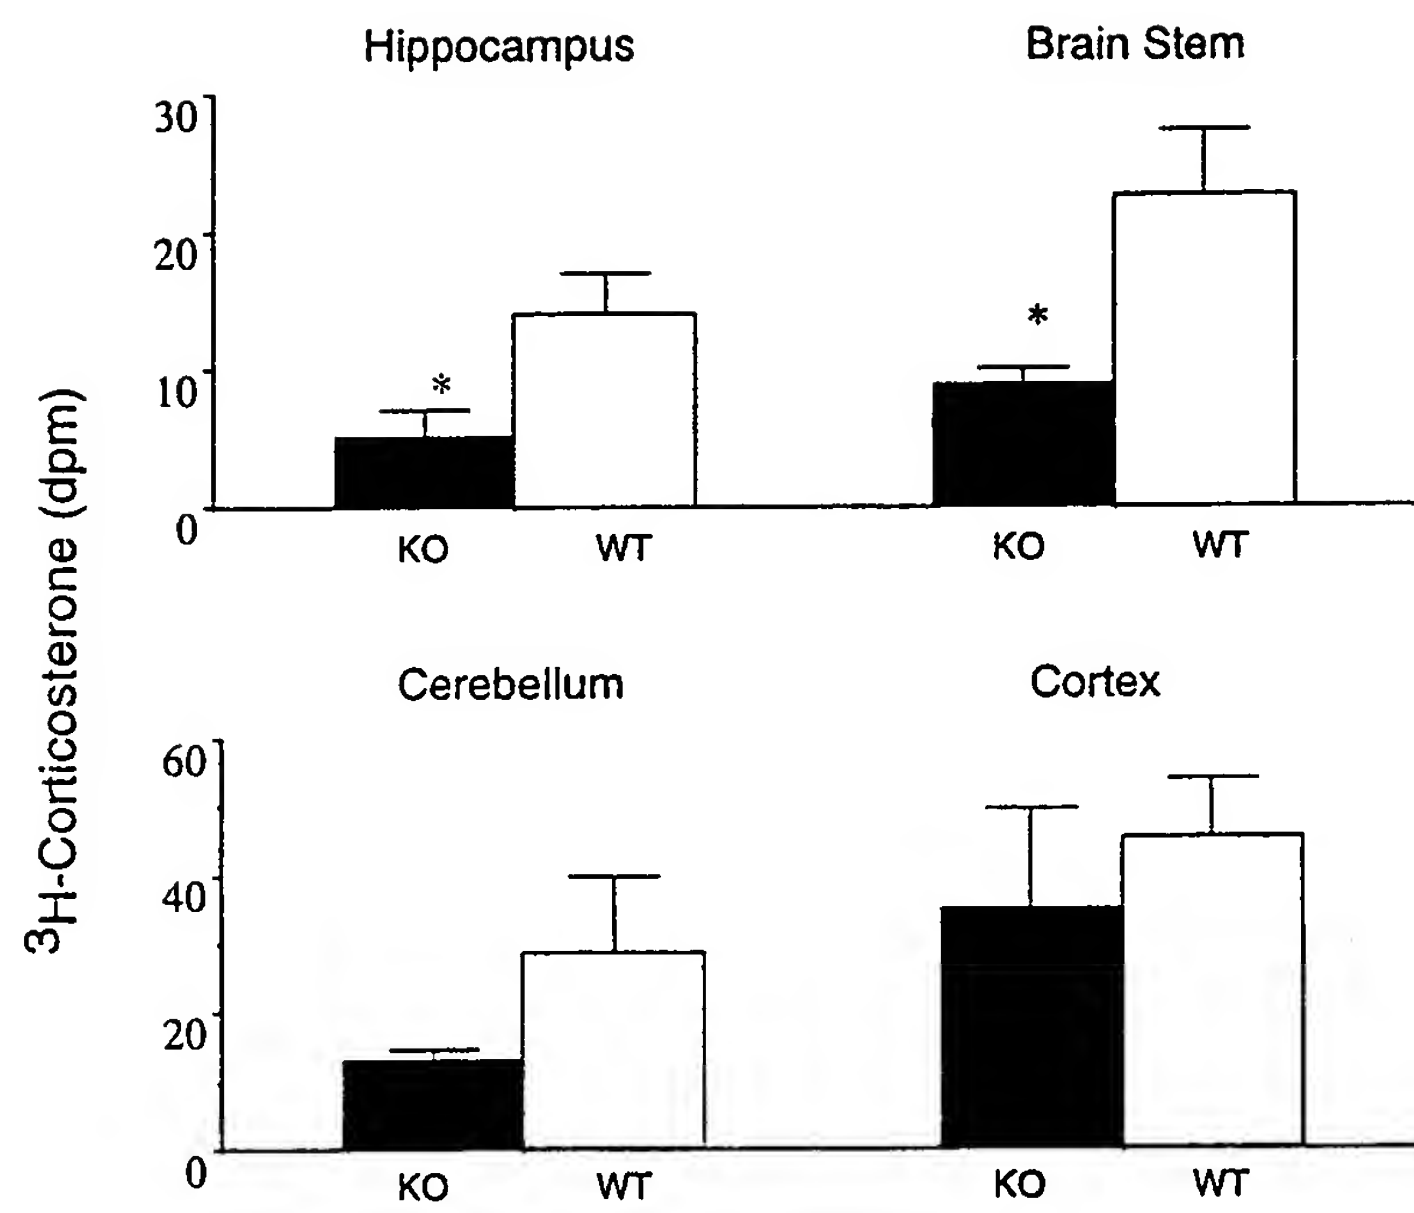 Hippocampus
Brain Stem
30
20
10
0
*
*
KO
WT
KO
WT
³H-Corticosterone (dpm)
Cerebellum
Cortex
60
40
20
0
KO
WT
KO
WT